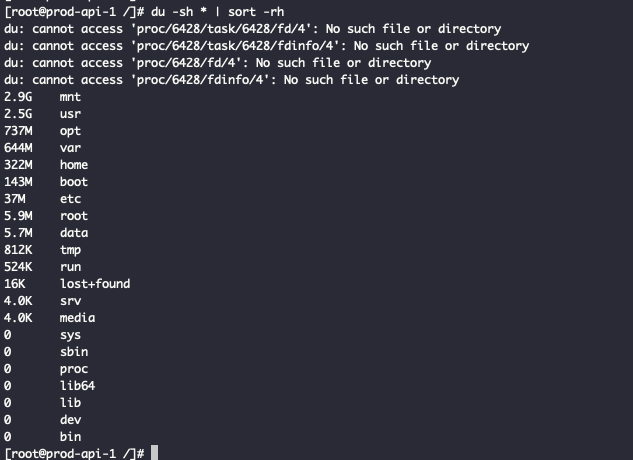 [root@prod-api-1 /]# du -sh * | sort -rh
du: cannot access 'proc/6428/task/6428/fd/4': No such file or directory
du: cannot access 'proc/6428/task/6428/fdinfo/4': No such file or directory
du: cannot access 'proc/6428/fd/4': No such file or directory
du: cannot access 'proc/6428/fdinfo/4': No such file or directory
2.9G    mnt
2.5G    usr
737M    opt
644M    var
322M    home
143M    boot
37M     etc
5.9M    root
5.7M    data
812K    tmp
524K    run
16K     lost+found
4.0K    srv
4.0K    media
0       sys
0       sbin
0       proc
0       lib64
0       lib
0       dev
0       bin
[root@prod-api-1 /]#